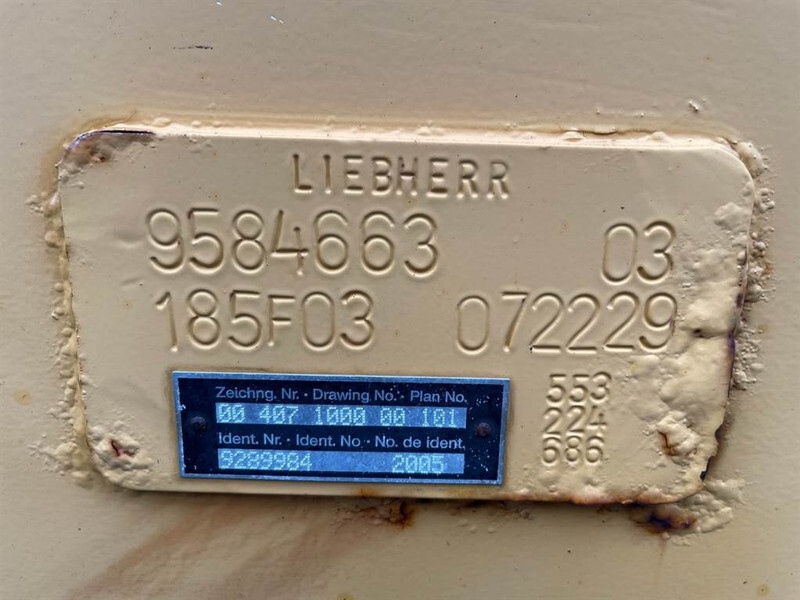 LIEBHERR
9584663 03
185F03 072229
Zeichng. Nr. · Drawing No. · Plan No.
00 407 1000 00 101
Ident. Nr. · Ident. No. · No. de ident.
9289984 2005
553
224
686